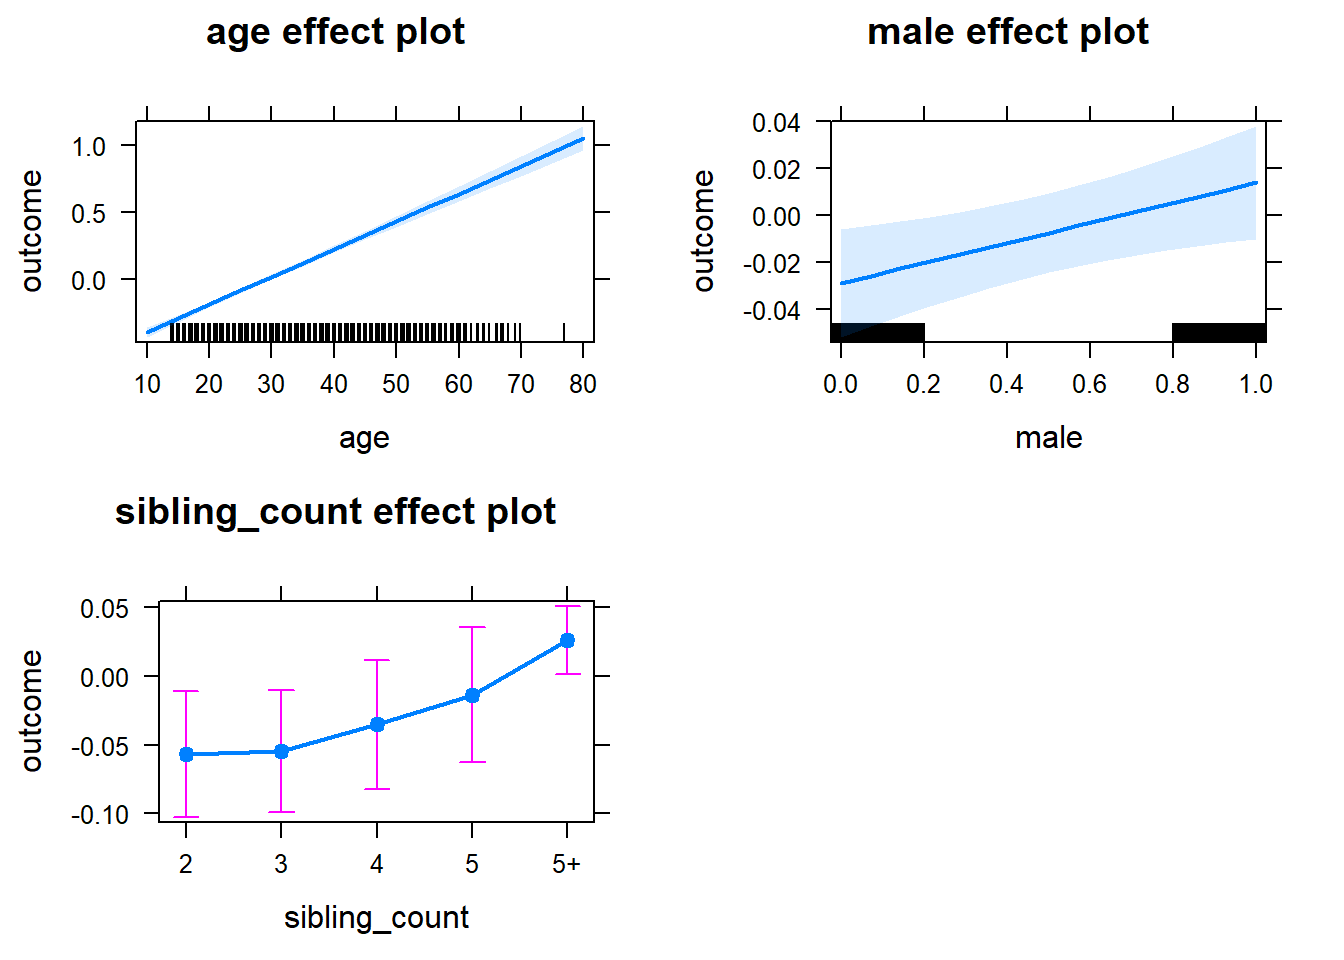 age effect plot
outcome
1.0
0.5
0.0
10 20 30 40 50 60 70 80
age
male effect plot
outcome
0.04
0.02
0.00
-0.02
-0.04
0.0 0.2 0.4 0.6 0.8 1.0
male
sibling_count effect plot
outcome
0.05
0.00
-0.05
-0.10
2 3 4 5 5+
sibling_count